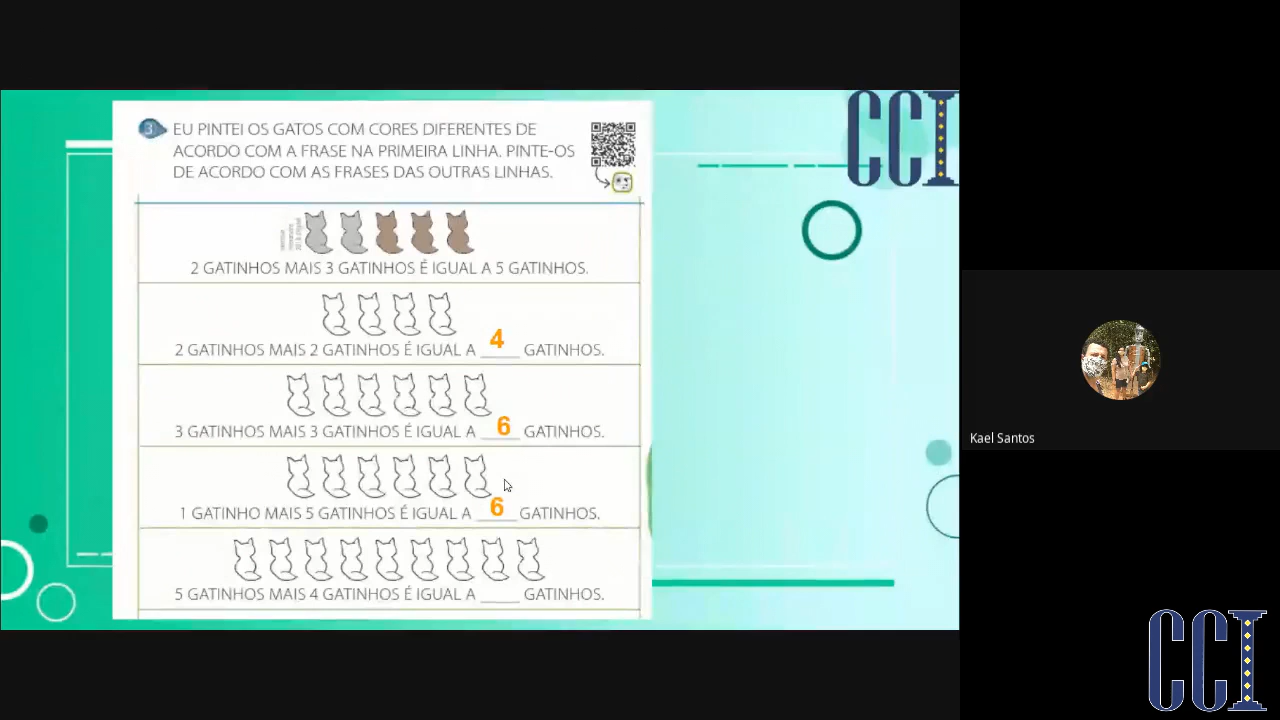 CCI
3
EU PINTEI OS GATOS COM CORES DIFERENTES DE
ACORDO COM A FRASE NA PRIMEIRA LINHA. PINTE-OS
DE ACORDO COM AS FRASES DAS OUTRAS LINHAS.
2 GATINHOS MAIS 3 GATINHOS É IGUAL A 5 GATINHOS.
2 GATINHOS MAIS 2 GATINHOS É IGUAL A 4 GATINHOS.
3 GATINHOS MAIS 3 GATINHOS É IGUAL A 6 GATINHOS.
1 GATINHO MAIS 5 GATINHOS É IGUAL A 6 GATINHOS.
5 GATINHOS MAIS 4 GATINHOS É IGUAL A ____ GATINHOS.
Kael Santos
CCI